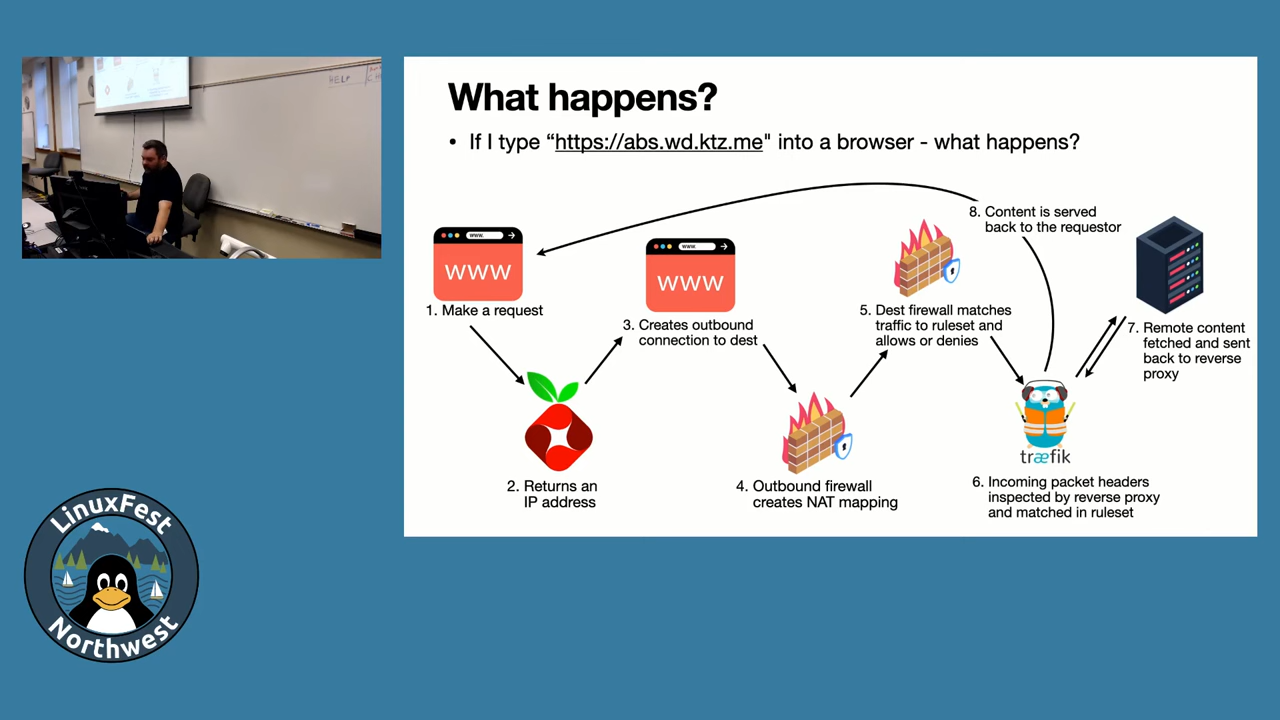 What happens?
• If I type “https://abs.wd.ktz.me" into a browser - what happens?
HELP
www.
www
1. Make a request
2. Returns an
IP address
www.
www
3. Creates outbound
connection to dest
4. Outbound firewall
creates NAT mapping
5. Dest firewall matches
traffic to ruleset and
allows or denies
træfik
6. Incoming packet headers
inspected by reverse proxy
and matched in ruleset
7. Remote content
fetched and sent
back to reverse
proxy
8. Content is served
back to the requestor
LinuxFest
Northwest